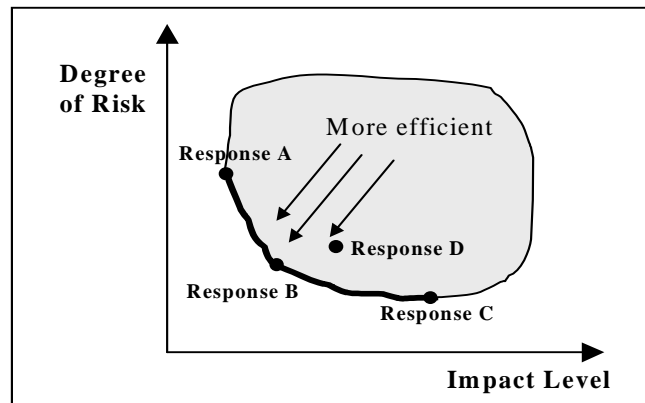 Degree
of Risk
More efficient
Response A
Response D
Response B
Response C
Impact Level